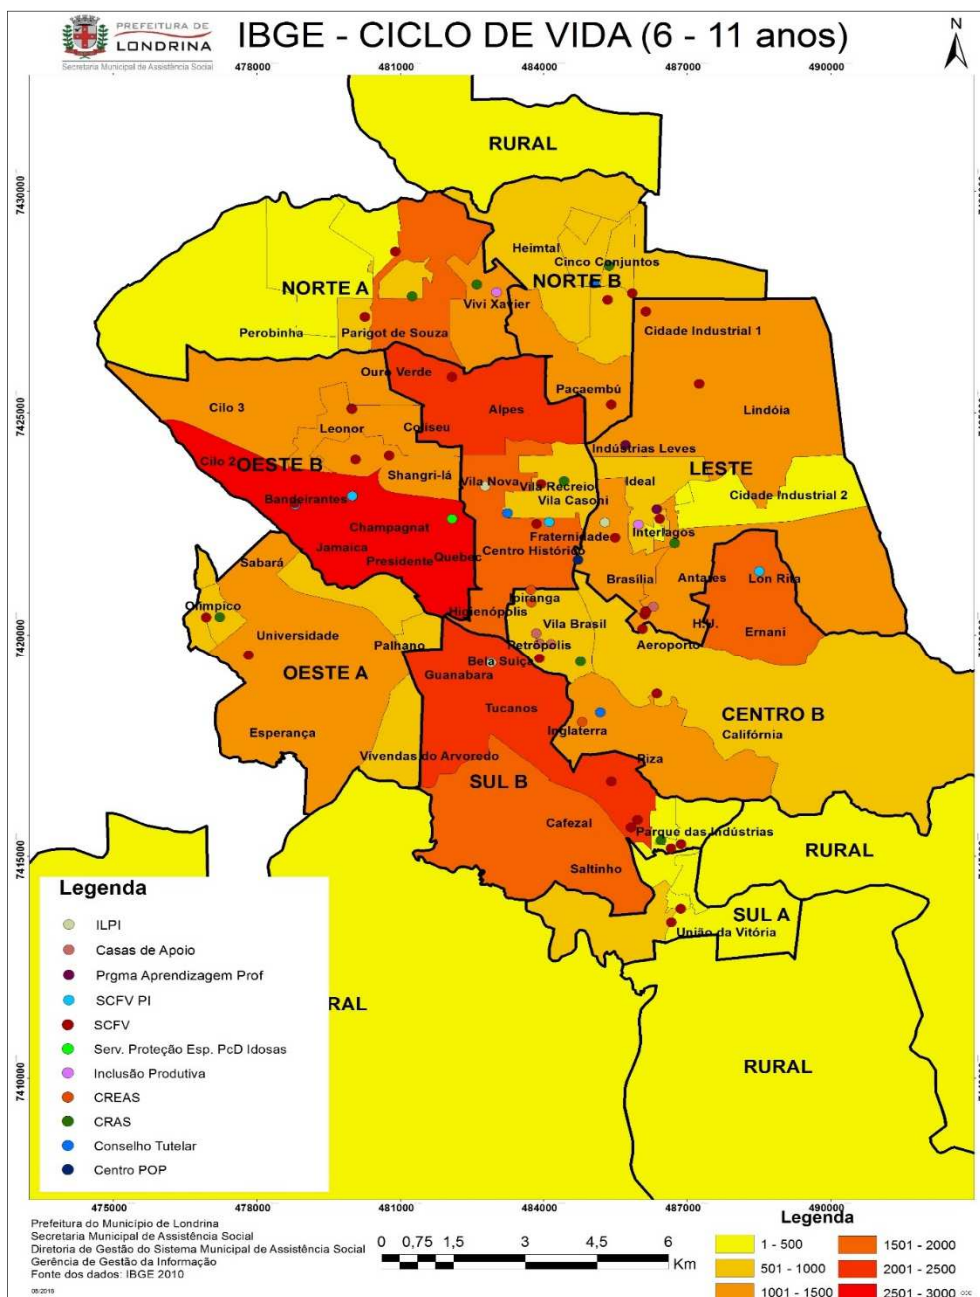 PREFEITURA DE
LONDRINA
Secretaria Municipal de Assistência Social
IBGE - CICLO DE VIDA (6 - 11 anos)
N
478000 481000 484000 487000 490000
7430000
7425000
7420000
7415000
7410000
RURAL
Heimtal
Cinco Conjuntos
NORTE A
NORTE B
Vivi Xavier
Perobinha
Parigot de Souza
Cidade Industrial 1
Ouro Verde
Pacaembú
Cilo 3
Alpes
Lindóia
Leonor
Coliseu
Indústrias Leves
Cilo 2
OESTE B
Shangri-lá
LESTE
Vila Nova
Vila Recreio
Ideal
Bandeirantes
Vila Casoni
Cidade Industrial 2
Champagnat
Fraternidade
Interlagos
Jamaica
Presidente
Quebec
Centro Histórico
Sabará
Brasília
Antares
Lon Rita
Olímpico
Ipiranga
Higienópolis
Universidade
Vila Brasil
H.U.
Ernani
Palhano
Petrópolis
Aeroporto
Bela Suíça
OESTE A
Guanabara
Tucanos
CENTRO B
Esperança
Inglaterra
Califórnia
Vivendas do Arvoredo
Piza
SUL B
Cafezal
Parque das Indústrias
RURAL
Saltinho
SUL A
União da Vitória
RAL
RURAL
Legenda
ILPI
Casas de Apoio
Prgma Aprendizagem Prof
SCFV PI
SCFV
Serv. Proteção Esp. PcD Idosas
Inclusão Produtiva
CREAS
CRAS
Conselho Tutelar
Centro POP
475000 478000 481000 484000 487000 490000
Prefeitura do Município de Londrina
Secretaria Municipal de Assistência Social
Diretoria de Gestão do Sistema Municipal de Assistência Social
Gerência de Gestão da Informação
Fonte dos dados: IBGE 2010
0 0,75 1,5 3 4,5 6
Km
Legenda
1 - 500
501 - 1000
1001 - 1500
1501 - 2000
2001 - 2500
2501 - 3000